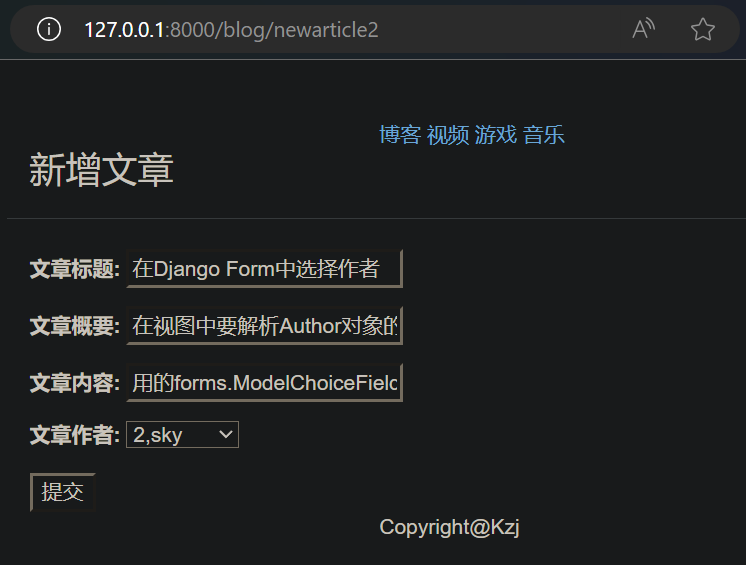 127.0.0.1:8000/blog/newarticle2
博客 视频 游戏 音乐
新增文章
文章标题: 在Django Form中选择作者
文章概要: 在视图中要解析Author对象的
文章内容: 用的forms.ModelChoiceField
文章作者: 2,sky
提交
Copyright@Kzj